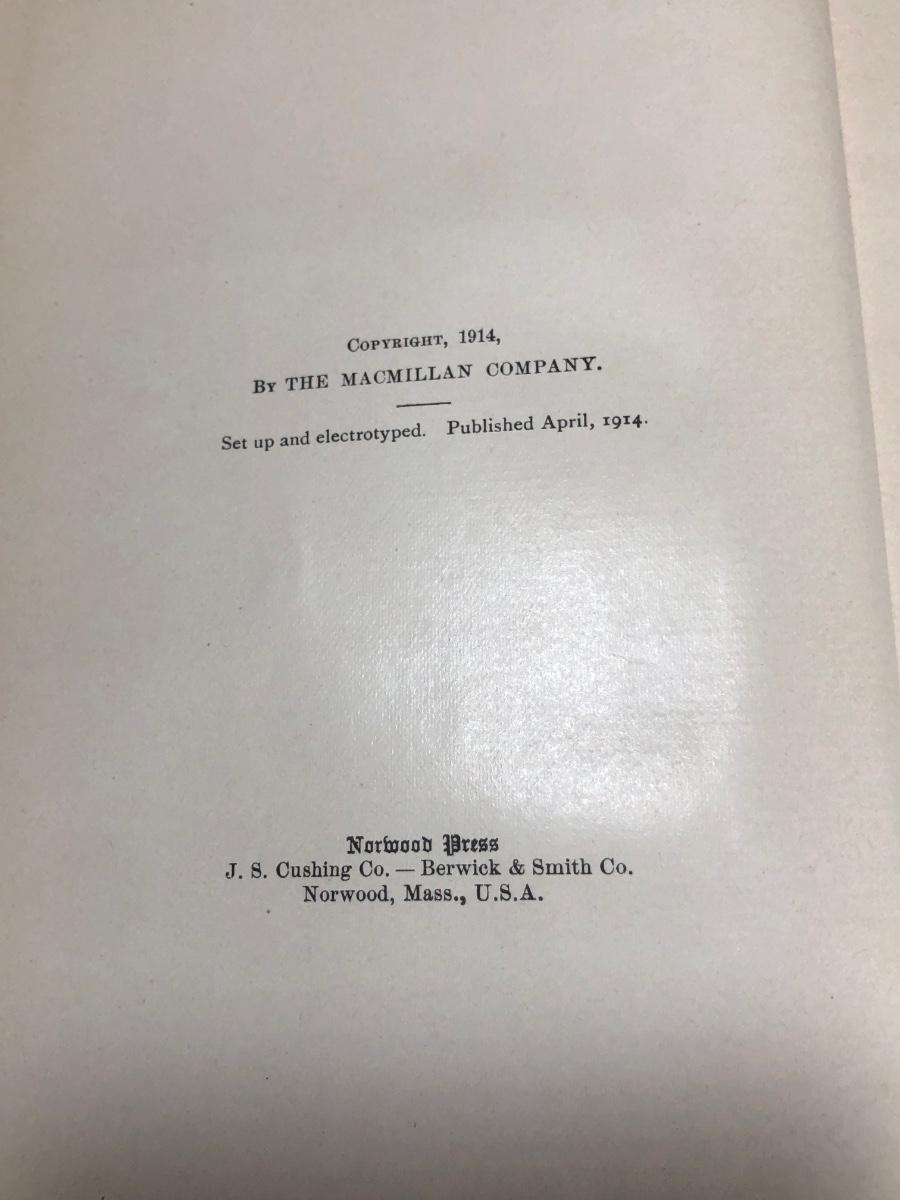 COPYRIGHT, 1914,
BY THE MACMILLAN COMPANY.
Set up and electrotyped. Published April, 1914.
Norwood Press
J. S. Cushing Co. — Berwick & Smith Co.
Norwood, Mass., U.S.A.